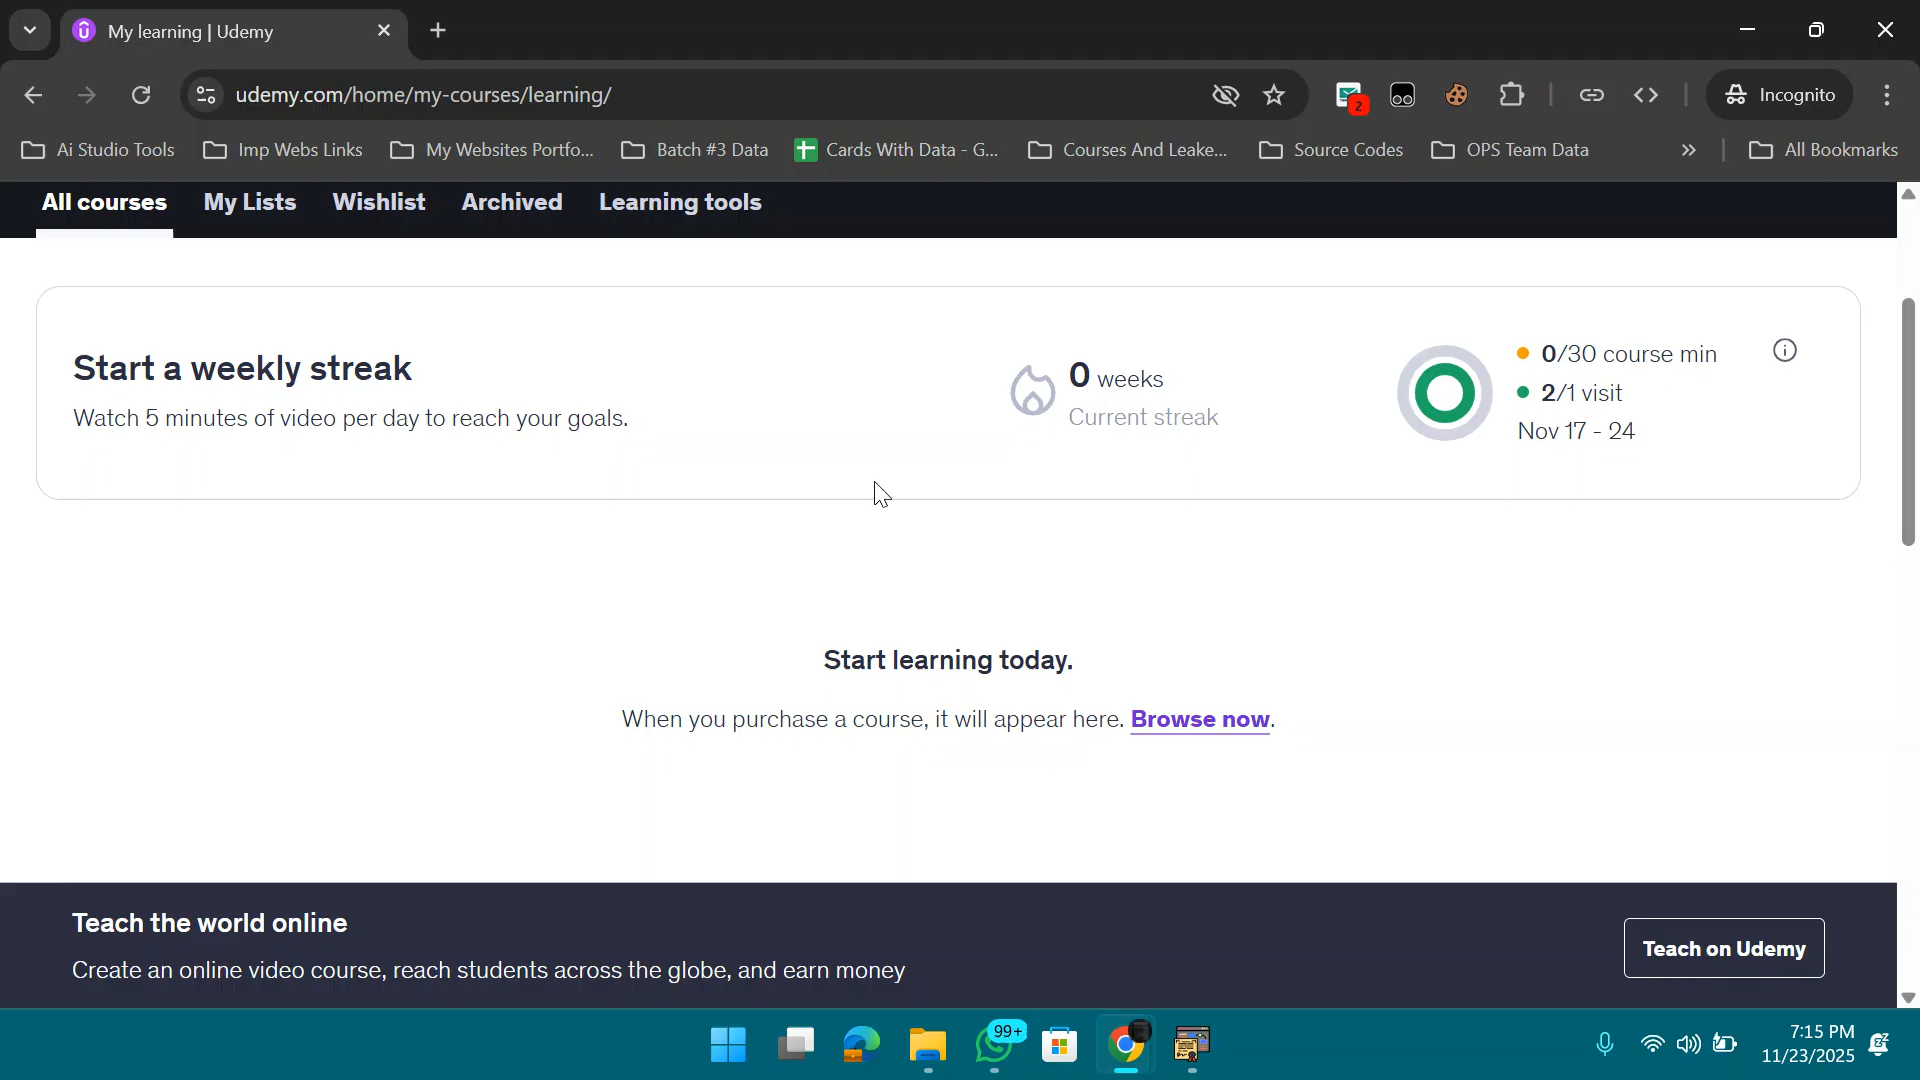 My learning | Udemy
udemy.com/home/my-courses/learning/
2
Incognito
Ai Studio Tools
Imp Webs Links
My Websites Portfo...
Batch #3 Data
Cards With Data - G...
Courses And Leake...
Source Codes
OPS Team Data
All Bookmarks
All courses
My Lists
Wishlist
Archived
Learning tools
Start a weekly streak
Watch 5 minutes of video per day to reach your goals.
0 weeks
Current streak
0/30 course min
2/1 visit
Nov 17 - 24
Start learning today.
When you purchase a course, it will appear here. Browse now.
Teach the world online
Create an online video course, reach students across the globe, and earn money
Teach on Udemy
99+
7:15 PM
11/23/2025